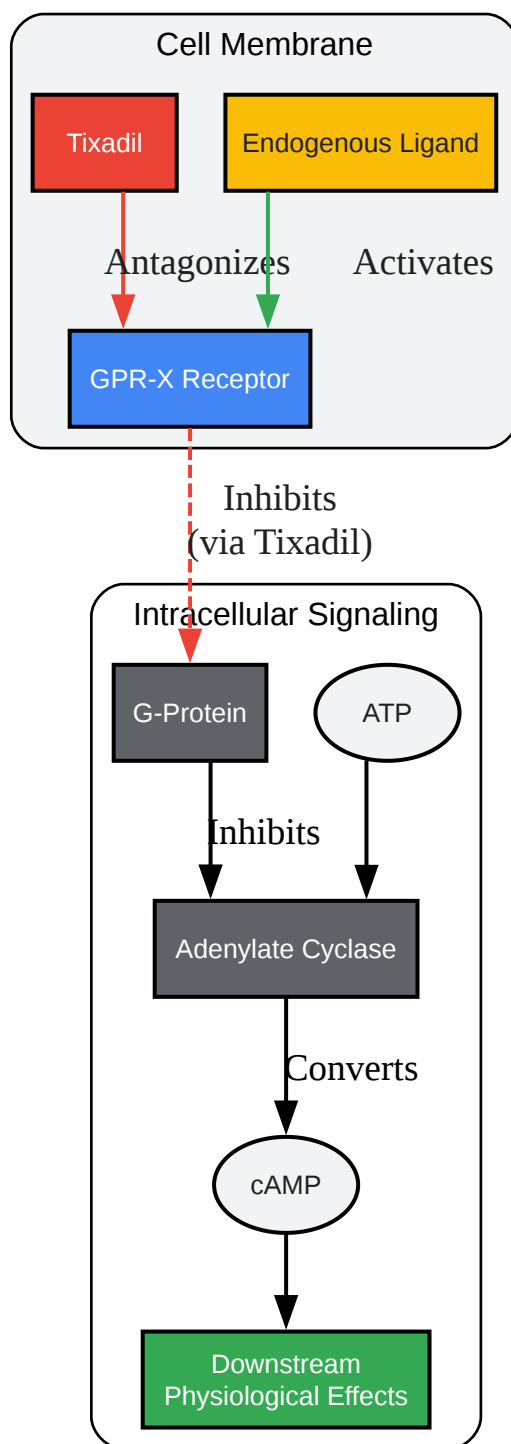 Cell Membrane
Tixadil
Endogenous Ligand
Antagonizes
Activates
GPR-X Receptor
Inhibits
(via Tixadil)
Intracellular Signaling
G-Protein
ATP
Inhibits
Adenylate Cyclase
Converts
cAMP
Downstream
Physiological Effects